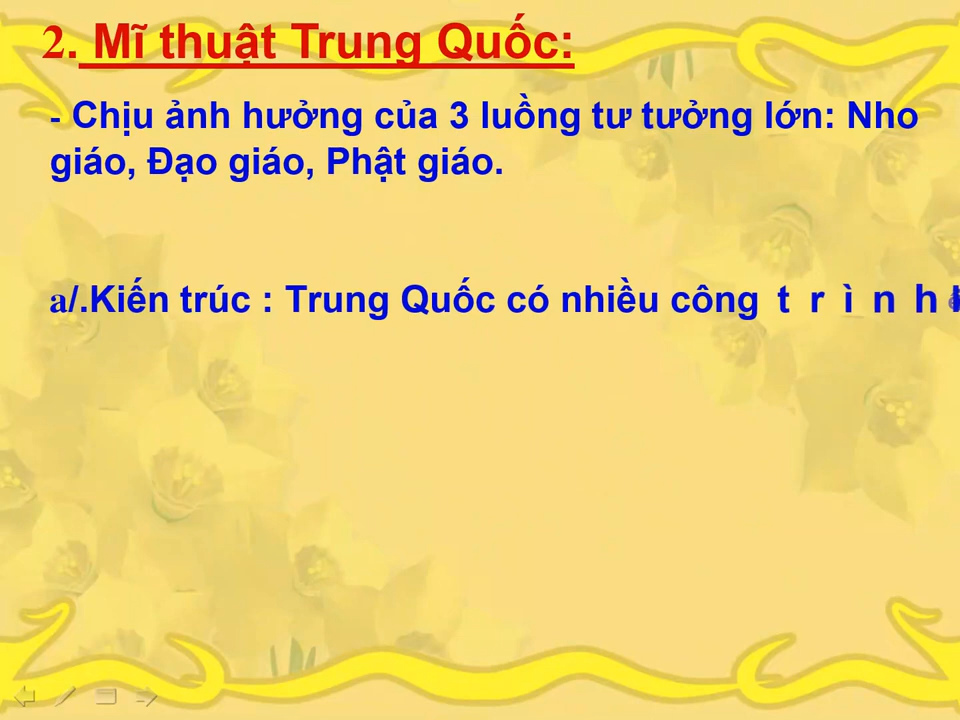 2. Mĩ thuật Trung Quốc:
- Chịu ảnh hưởng của 3 luồng tư tưởng lớn: Nho
giáo, Đạo giáo, Phật giáo.
a/.Kiến trúc : Trung Quốc có nhiều công trình